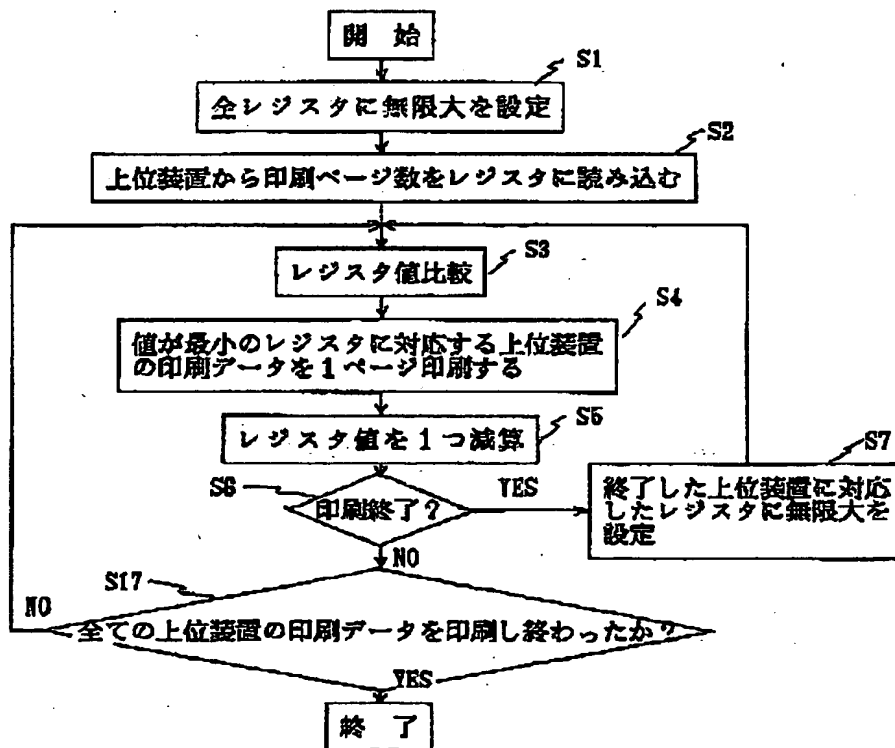 開 始
S1
全レジスタに無限大を設定
S2
上位装置から印刷ページ数をレジスタに読み込む
S3
レジスタ値比較
S4
値が最小のレジスタに対応する上位装置
の印刷データを1ページ印刷する
S5
レジスタ値を1つ減算
S6
印刷終了?
YES
S7
終了した上位装置に対応
したレジスタに無限大を
設定
NO
S17
NO
全ての上位装置の印刷データを印刷し終わったか?
YES
終 了